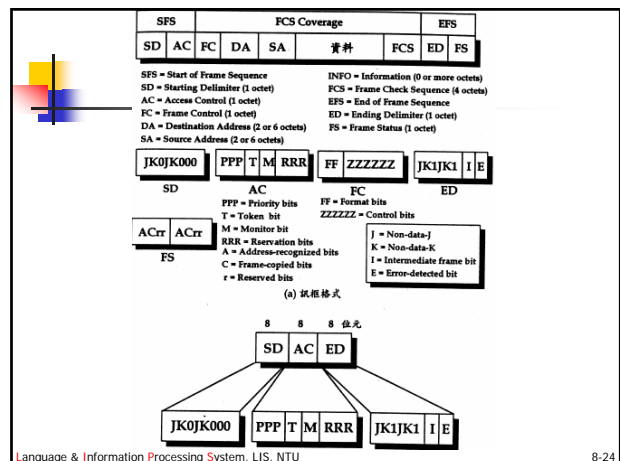 SFS FCS Coverage EFS
SD AC FC DA SA 資料 FCS ED FS
SFS = Start of Frame Sequence
SD = Starting Delimiter (1 octet)
AC = Access Control (1 octet)
FC = Frame Control (1 octet)
DA = Destination Address (2 or 6 octets)
SA = Source Address (2 or 6 octets)
INFO = Information (0 or more octets)
FCS = Frame Check Sequence (4 octets)
EFS = End of Frame Sequence
ED = Ending Delimiter (1 octet)
FS = Frame Status (1 octet)
JK0JK000 PPP T M RRR FF ZZZZZZ JK1JK1 I E
SD AC FC ED
PPP = Priority bits
T = Token bit
M = Monitor bit
RRR = Rservation bits
A = Address-recognized bits
C = Frame-copied bits
r = Reserved bits
FF = Format bits
ZZZZZZ = Control bits
ACrr ACrr
FS
J = Non-data-J
K = Non-data-K
I = Intermediate frame bit
E = Error-detected bit
(a) 訊框格式
8 8 8 位元
SD AC ED
JK0JK000 PPP T M RRR JK1JK1 I E
Language & Information Processing System, LIS, NTU 8-24